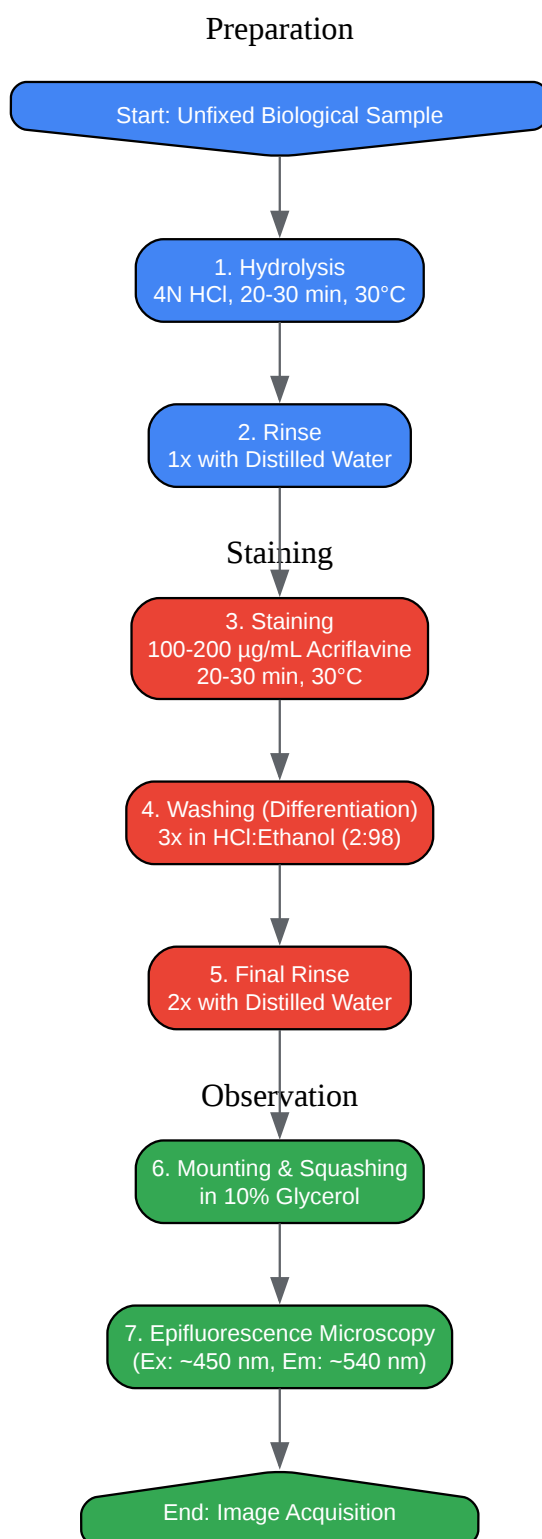 Preparation
Start: Unfixed Biological Sample
1. Hydrolysis
4N HCl, 20-30 min, 30°C
2. Rinse
1x with Distilled Water
Staining
3. Staining
100-200 µg/mL Acriflavine
20-30 min, 30°C
4. Washing (Differentiation)
3x in HCl:Ethanol (2:98)
5. Final Rinse
2x with Distilled Water
Observation
6. Mounting & Squashing
in 10% Glycerol
7. Epifluorescence Microscopy
(Ex: ~450 nm, Em: ~540 nm)
End: Image Acquisition